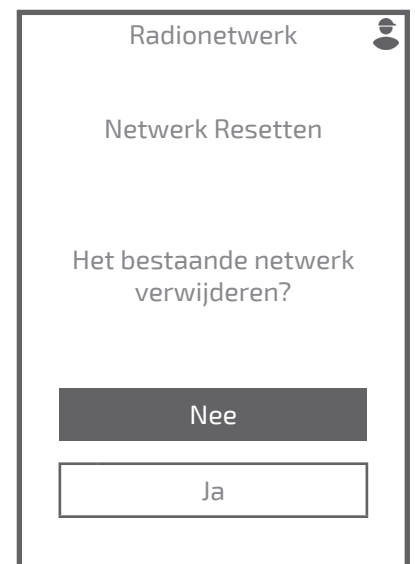 Radionetwerk
Netwerk Resetten
Het bestaande netwerk
verwijderen?
Nee
Ja